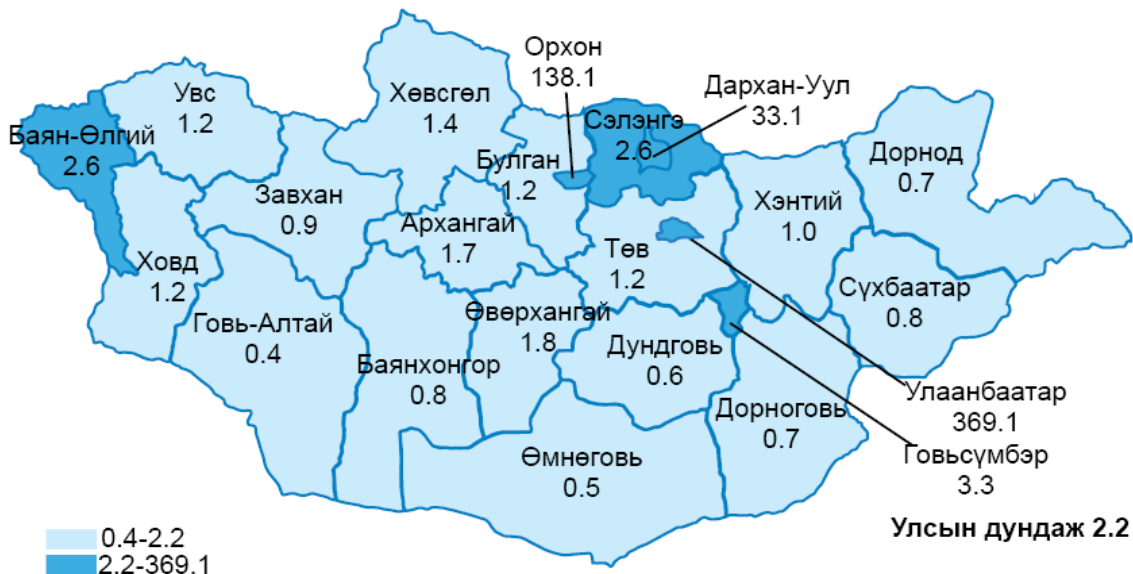 Орхон
138.1
Дархан-Уул
33.1
Увс
1.2
Хөвсгөл
1.4
Сэлэнгэ
2.6
Баян-Өлгий
2.6
Булган
1.2
Дорнод
0.7
Завхан
0.9
Хэнтий
1.0
Архангай
1.7
Төв
1.2
Ховд
1.2
Сүхбаатар
0.8
Говь-Алтай
0.4
Өвөрхангай
1.8
Дундговь
0.6
Баянхонгор
0.8
Улаанбаатар
369.1
Дорноговь
0.7
Говьсүмбэр
3.3
Өмнөговь
0.5
Улсын дундаж 2.2
0.4-2.2
2.2-369.1